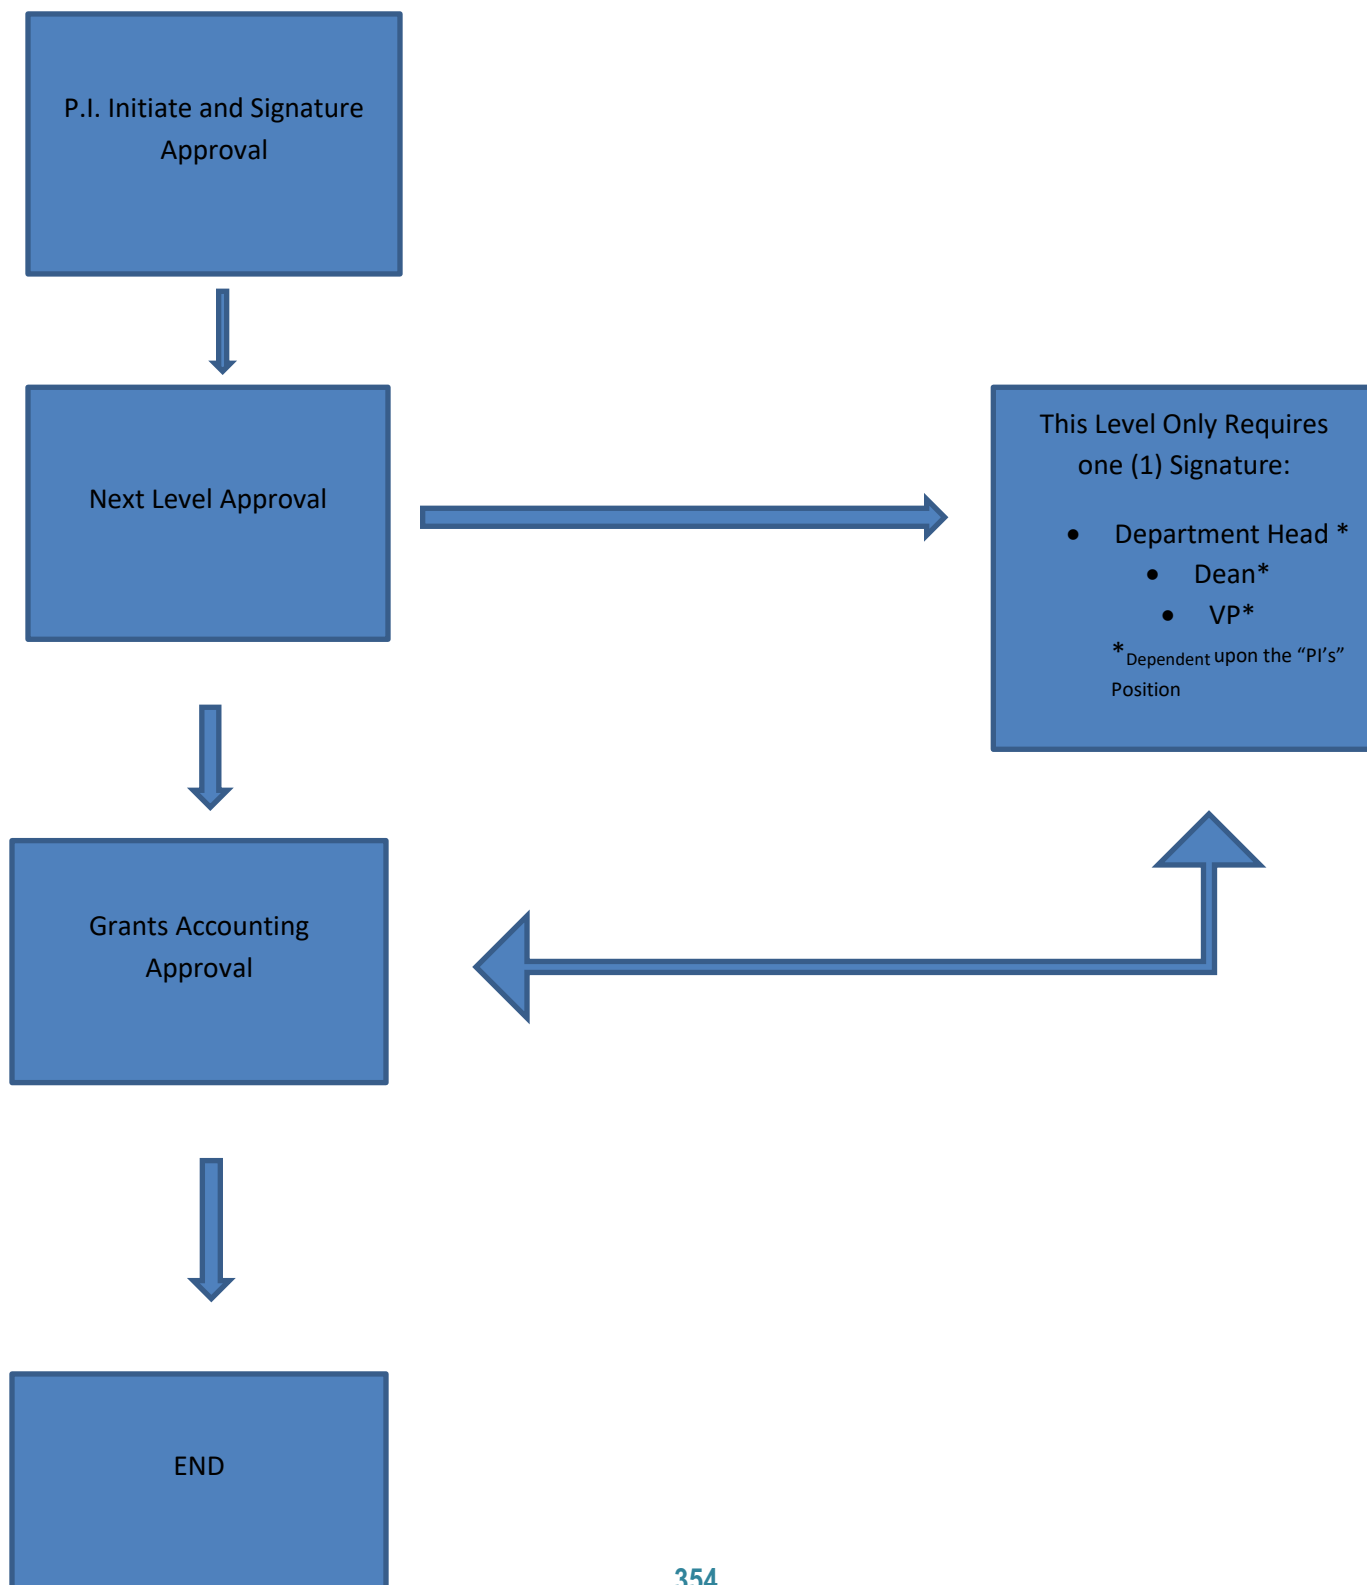 P.I. Initiate and Signature
Approval
Next Level Approval
This Level Only Requires
one (1) Signature:
• Department Head *
• Dean*
• VP*
*Dependent upon the “PI’s”
Position
Grants Accounting
Approval
END
354